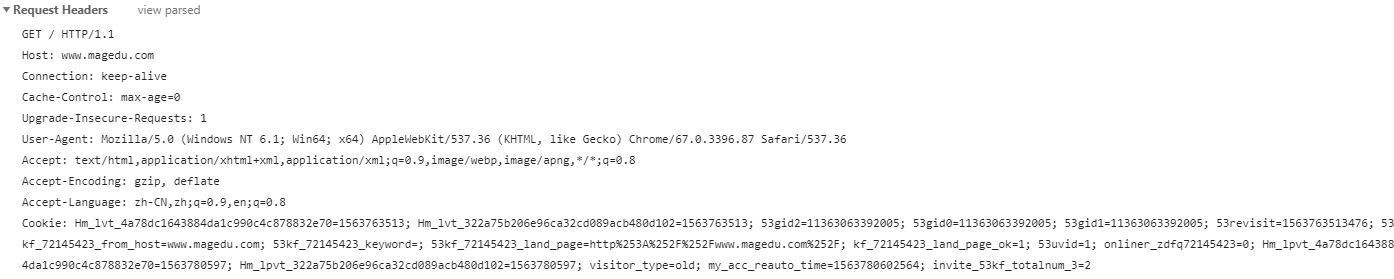 Request Headers view parsed
GET / HTTP/1.1
Host: www.magedu.com
Connection: keep-alive
Cache-Control: max-age=0
Upgrade-Insecure-Requests: 1
User-Agent: Mozilla/5.0 (Windows NT 6.1; Win64; x64) AppleWebKit/537.36 (KHTML, like Gecko) Chrome/67.0.3396.87 Safari/537.36
Accept: text/html,application/xhtml+xml,application/xml;q=0.9,image/webp,image/apng,*/*;q=0.8
Accept-Encoding: gzip, deflate
Accept-Language: zh-CN,zh;q=0.9,en;q=0.8
Cookie: Hm_lvt_4a78dc1643884da1c990c4c878832e70=1563763513; Hm_lvt_322a75b206e96ca32cd089acb480d102=1563763513; 53gid2=11363063392005; 53gid0=11363063392005; 53gid1=11363063392005; 53revisit=1563763513476; 53
kf_72145423_from_host=www.magedu.com; 53kf_72145423_keyword=; 53kf_72145423_land_page=http%253A%252F%252Fwww.magedu.com%252F; kf_72145423_land_page_ok=1; 53uvid=1; onliner_zdfq72145423=0; Hm_lpvt_4a78dc164388
4da1c990c4c878832e70=1563780597; Hm_lpvt_322a75b206e96ca32cd089acb480d102=1563780597; visitor_type=old; my_acc_reauto_time=1563780602564; invite_53kf_totalnum_3=2